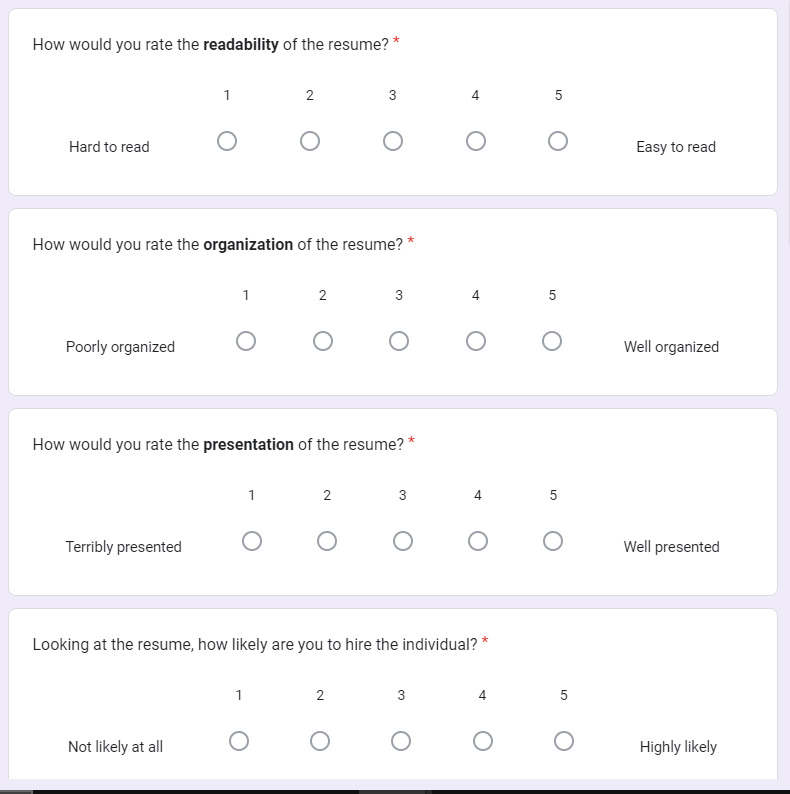 How would you rate the readability of the resume? *
1 2 3 4 5
Hard to read Easy to read
How would you rate the organization of the resume? *
1 2 3 4 5
Poorly organized Well organized
How would you rate the presentation of the resume? *
1 2 3 4 5
Terribly presented Well presented
Looking at the resume, how likely are you to hire the individual? *
1 2 3 4 5
Not likely at all Highly likely